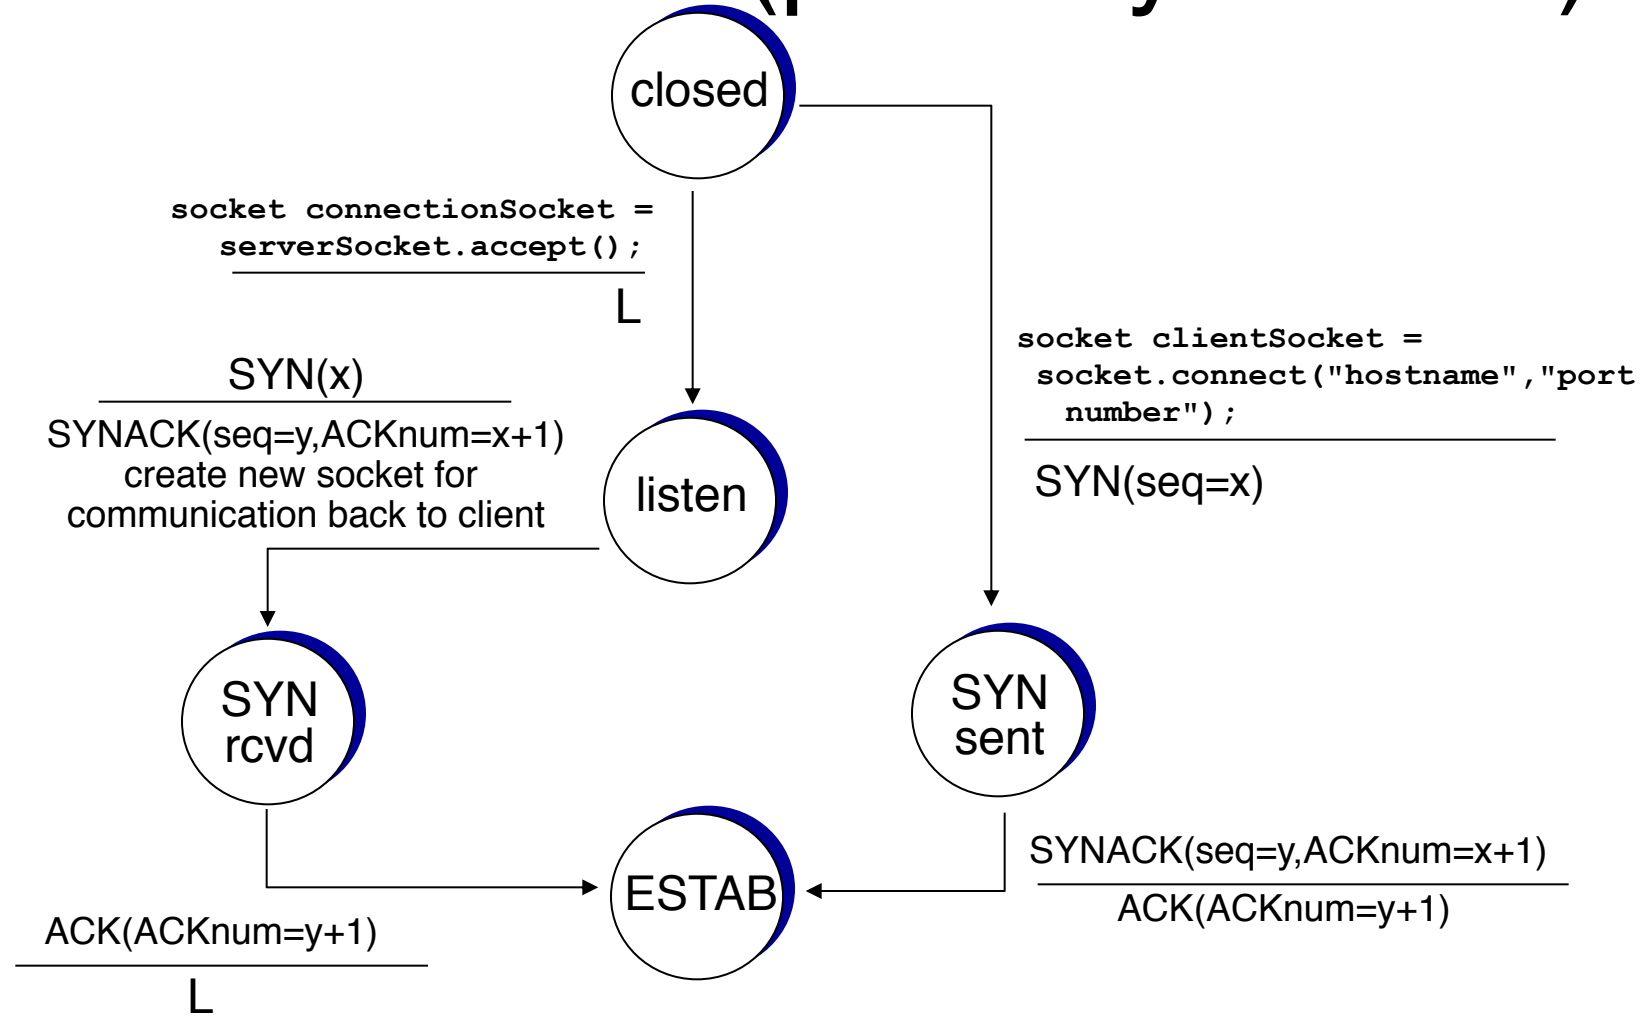 closed
socket connectionSocket =
serverSocket.accept();
L
socket clientSocket =
socket.connect("hostname","port
number");
SYN(seq=x)
SYN(x)
SYNACK(seq=y,ACKnum=x+1)
create new socket for
communication back to client
listen
SYN
rcvd
SYN
sent
ESTAB
SYNACK(seq=y,ACKnum=x+1)
ACK(ACKnum=y+1)
ACK(ACKnum=y+1)
L